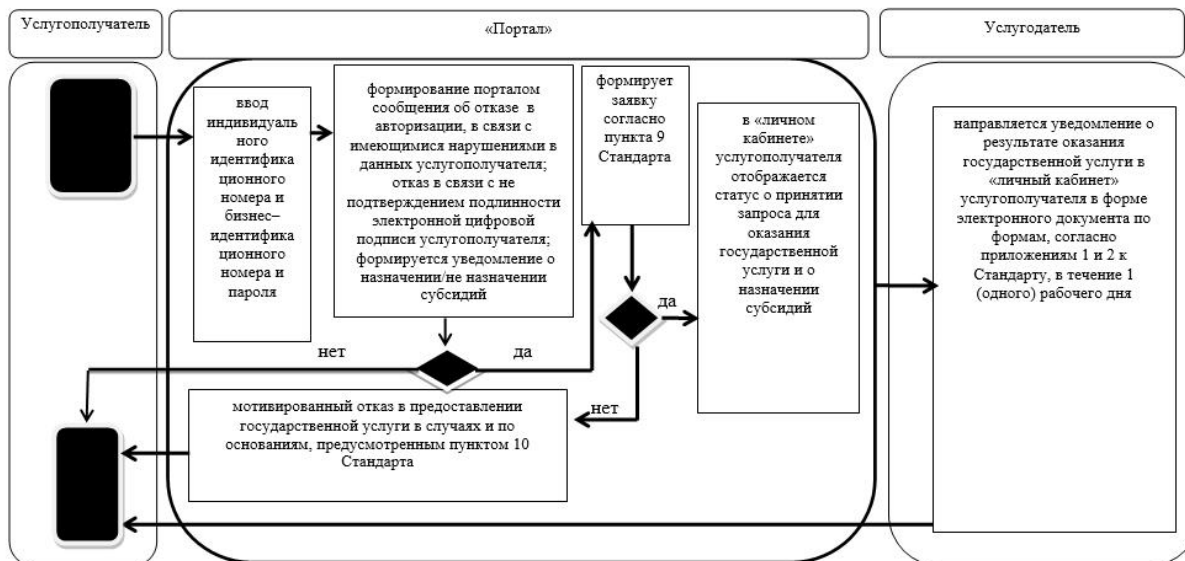 Услугополучатель
«Портал»
Услугодатель
ввод
индивидуаль
ного
идентифика
ционного
номера и
бизнес–
идентифика
ционного
номера и
пароля
формирование порталом
сообщения об отказе в
авторизации, в связи с
имеющимися нарушениями в
данных услугополучателя;
отказ в связи с не
подтверждением подлинности
электронной цифровой
подписи услугополучателя;
формируется уведомление о
назначении/не назначении
субсидий
формирует
заявку
согласно
пункта 9
Стандарта
в «личном
кабинете»
услугополучателя
отображается
статус о принятии
запроса для
оказания
государственной
услуги и о
назначении
субсидий
направляется уведомление о
результате оказания
государственной услуги в
«личный кабинет»
услугополучателя в форме
электронного документа по
формам, согласно
приложениям 1 и 2 к
Стандарту, в течение 1
(одного) рабочего дня
да
нет
да
нет
мотивированный отказ в предоставлении
государственной услуги в случаях и по
основаниям, предусмотренным пунктом 10
Стандарта